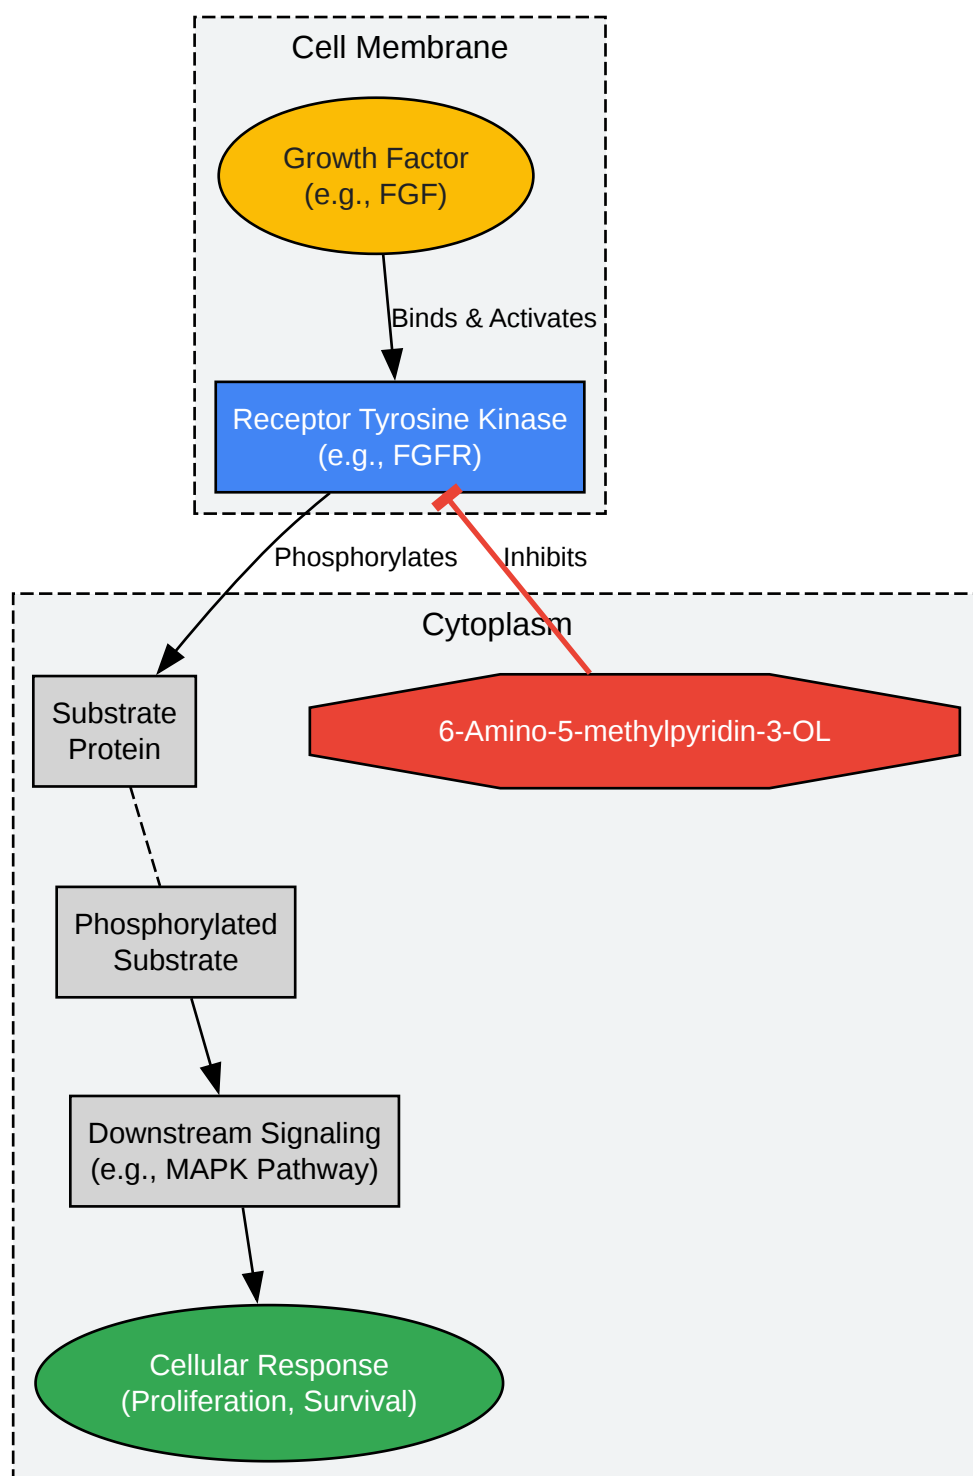 Cell Membrane
Growth Factor
(e.g., FGF)
Binds & Activates
Receptor Tyrosine Kinase
(e.g., FGFR)
Phosphorylates
Inhibits
Cytoplasm
Substrate
Protein
6-Amino-5-methylpyridin-3-OL
Phosphorylated
Substrate
Downstream Signaling
(e.g., MAPK Pathway)
Cellular Response
(Proliferation, Survival)